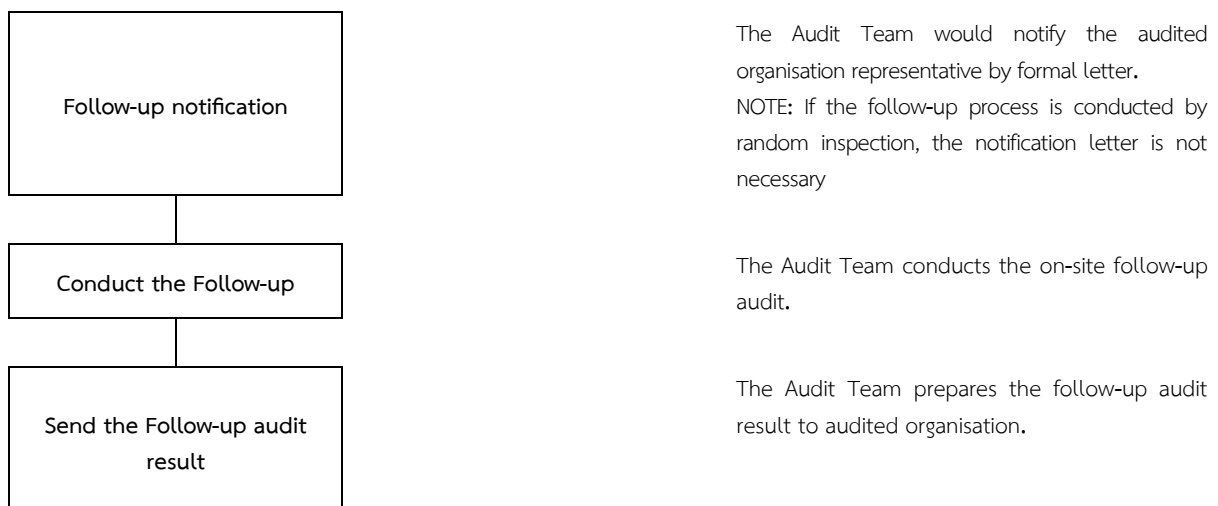 Follow-up notification
The Audit Team would notify the audited
organisation representative by formal letter.
NOTE: If the follow-up process is conducted by
random inspection, the notification letter is not
necessary
Conduct the Follow-up
The Audit Team conducts the on-site follow-up
audit.
Send the Follow-up audit
result
The Audit Team prepares the follow-up audit
result to audited organisation.